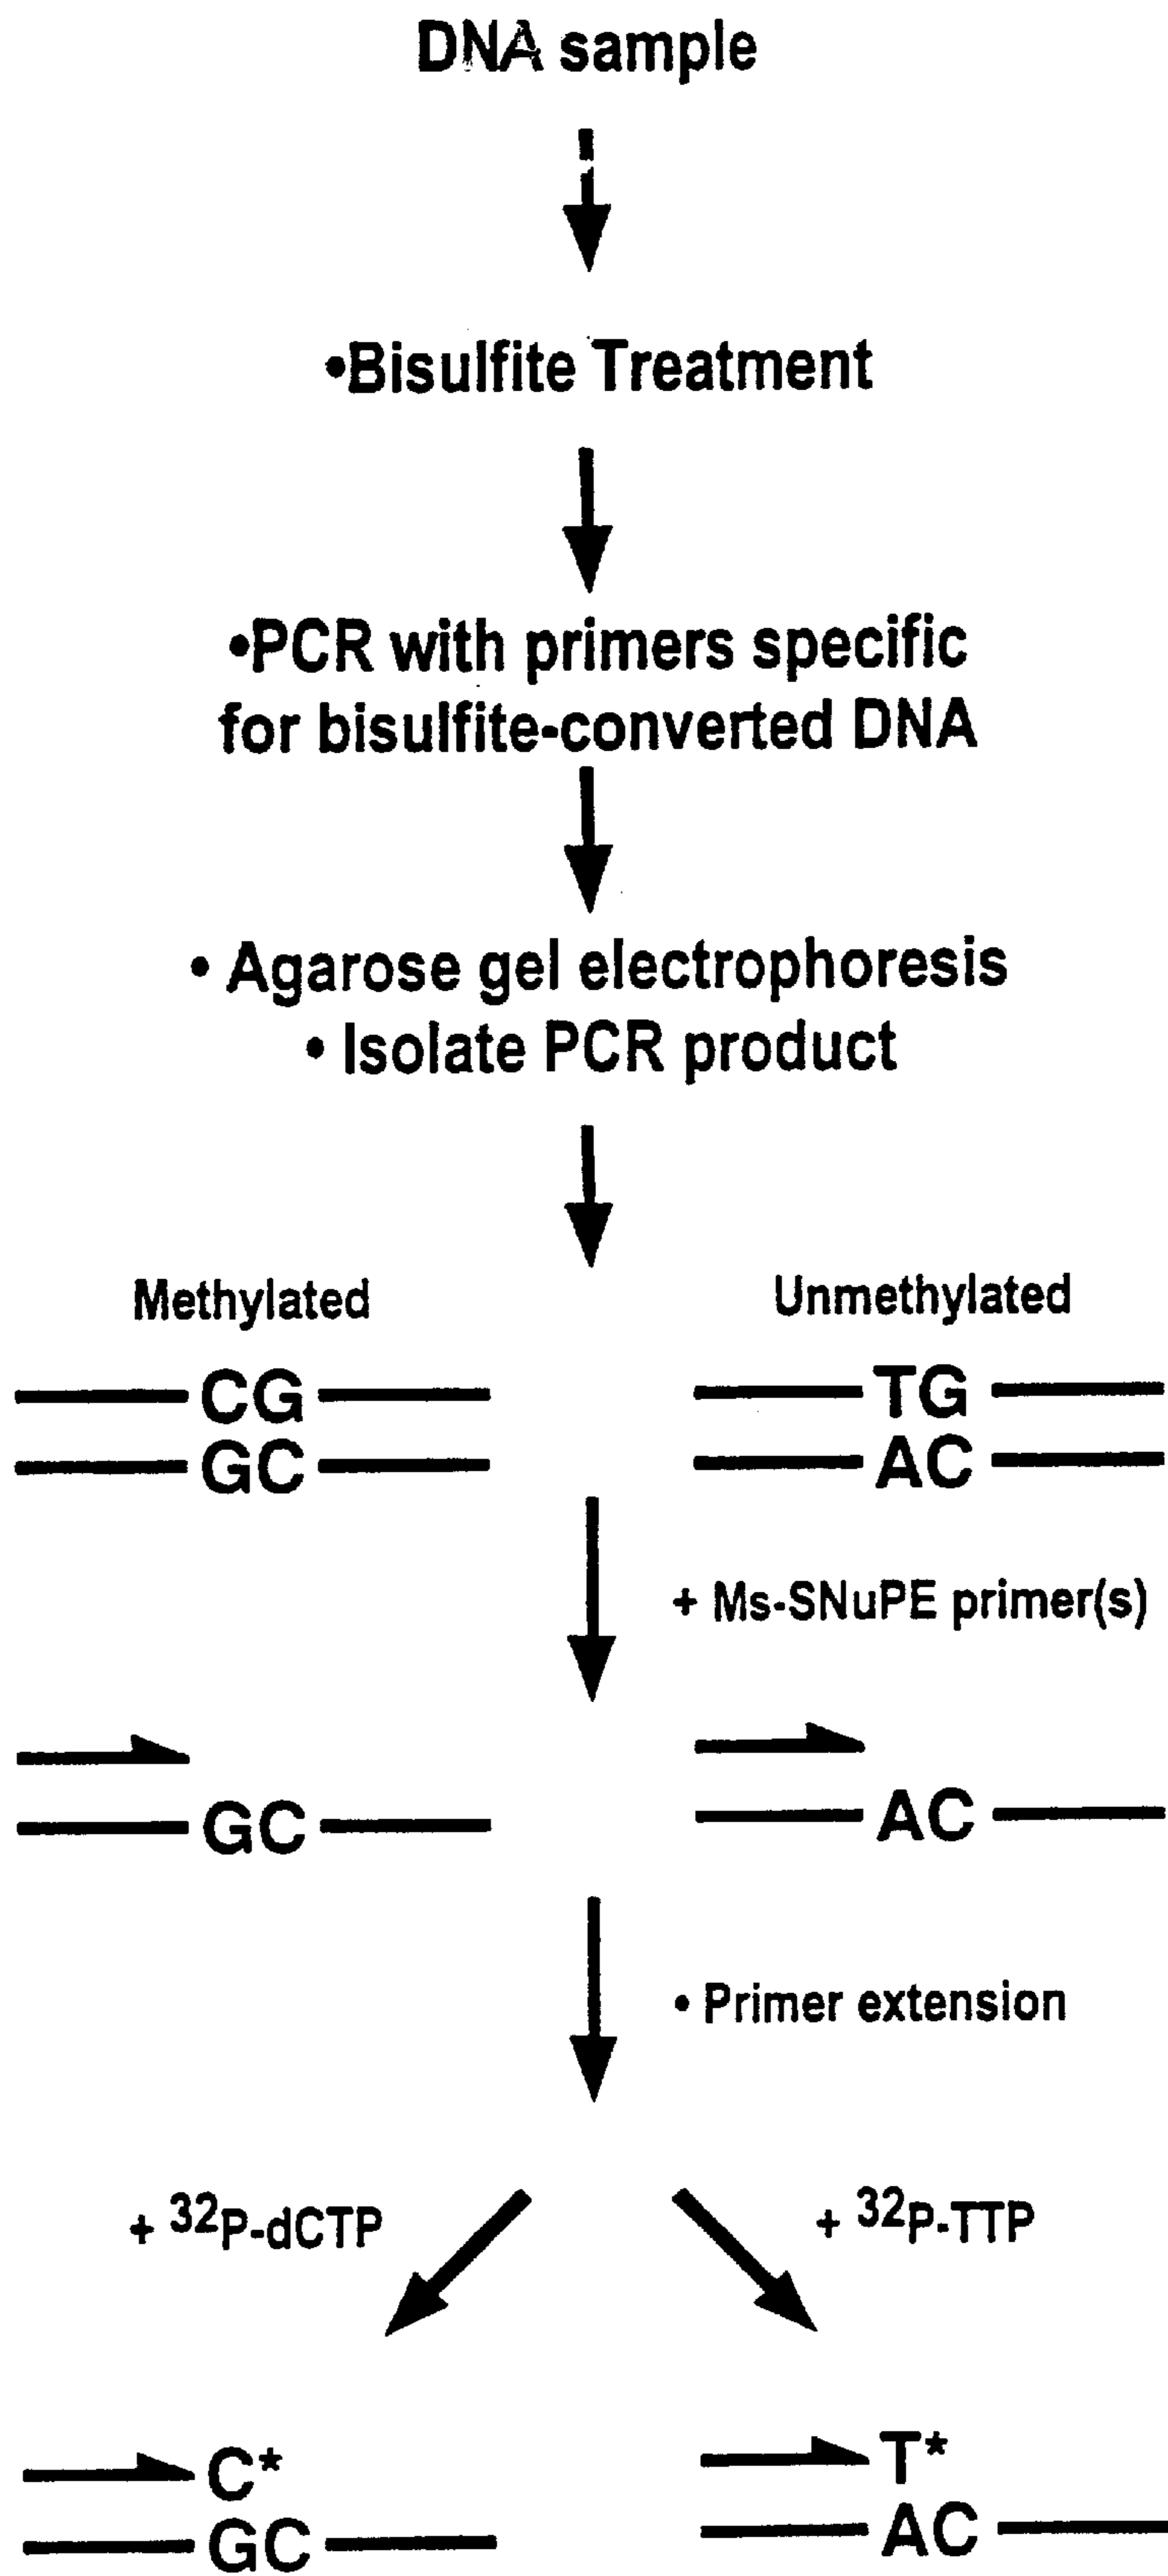 DNA sample
•Bisulfite Treatment
•PCR with primers specific
for bisulfite-converted DNA
• Agarose gel electrophoresis
• Isolate PCR product
Methylated
Unmethylated
CG
TG
GC
AC
+ Ms-SNuPE primer(s)
GC
AC
• Primer extension
+ 32P-dCTP
+ 32P-TTP
C*
T*
GC
AC